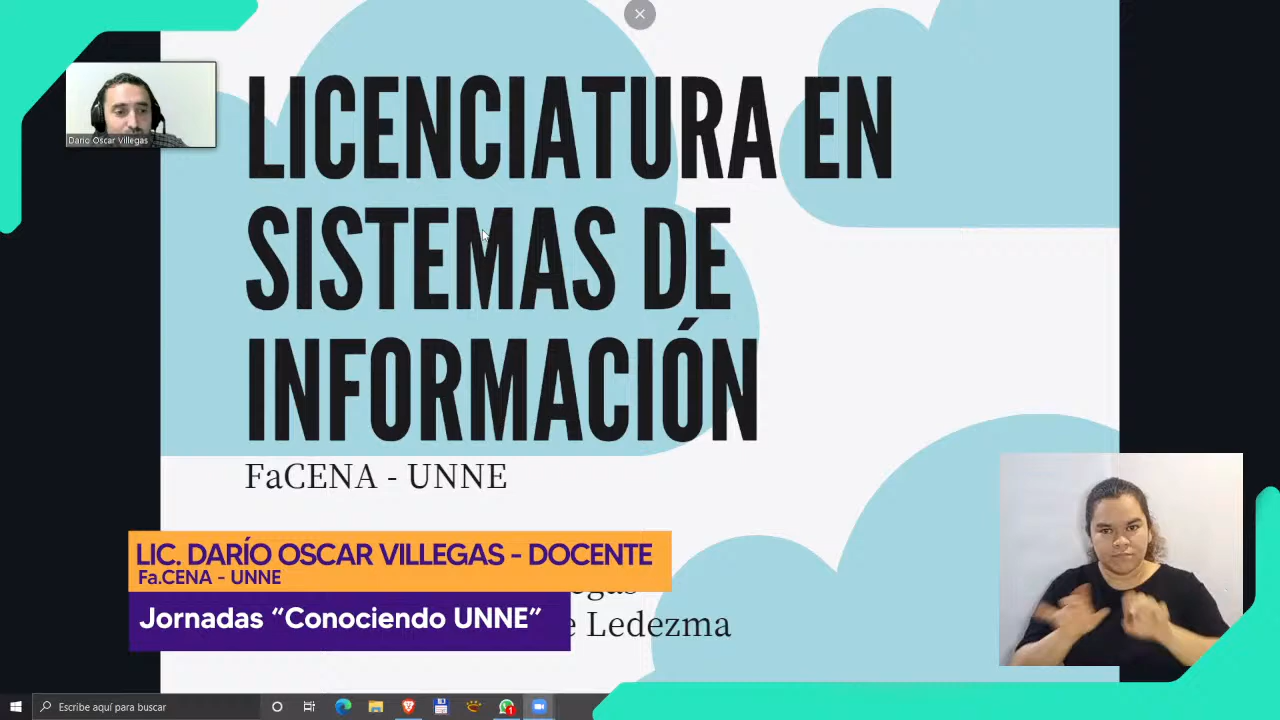 LICENCIATURA EN
SISTEMAS DE
INFORMACIÓN
FaCENA - UNNE
Dario Oscar Villegas
LIC. DARÍO OSCAR VILLEGAS - DOCENTE
Fa.CENA - UNNE
Jornadas “Conociendo UNNE”
Ledezma
Escribe aquí para buscar
1